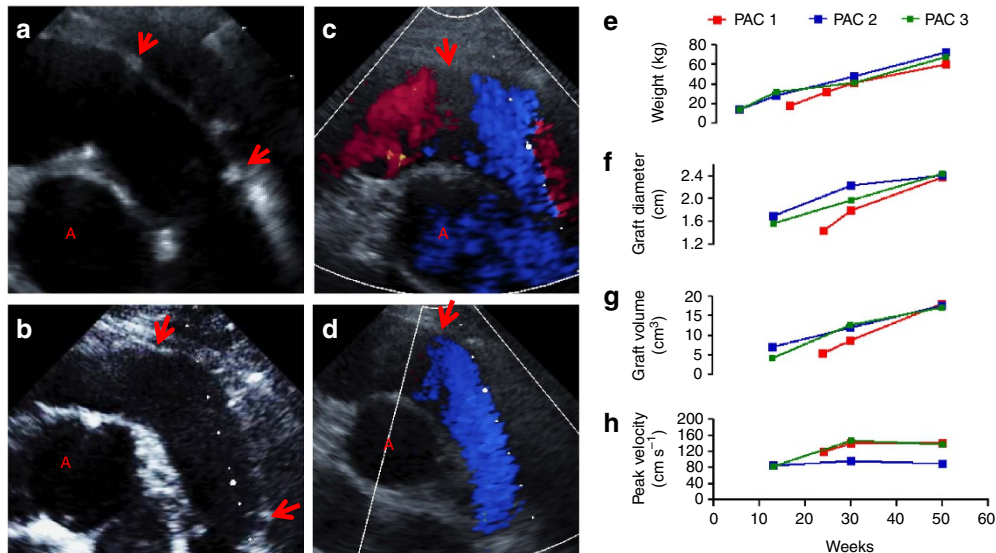 a
A
b
A
c
A
d
A
e
PAC 1 PAC 2 PAC 3
Weight (kg)
80
60
40
20
0
f
Graft diameter
(cm)
2.4
2.0
1.6
1.2
g
Graft volume
(cm³)
20
15
10
5
0
h
Peak velocity
(cm s⁻¹)
200
160
120
80
40
0
0 10 20 30 40 50 60
Weeks